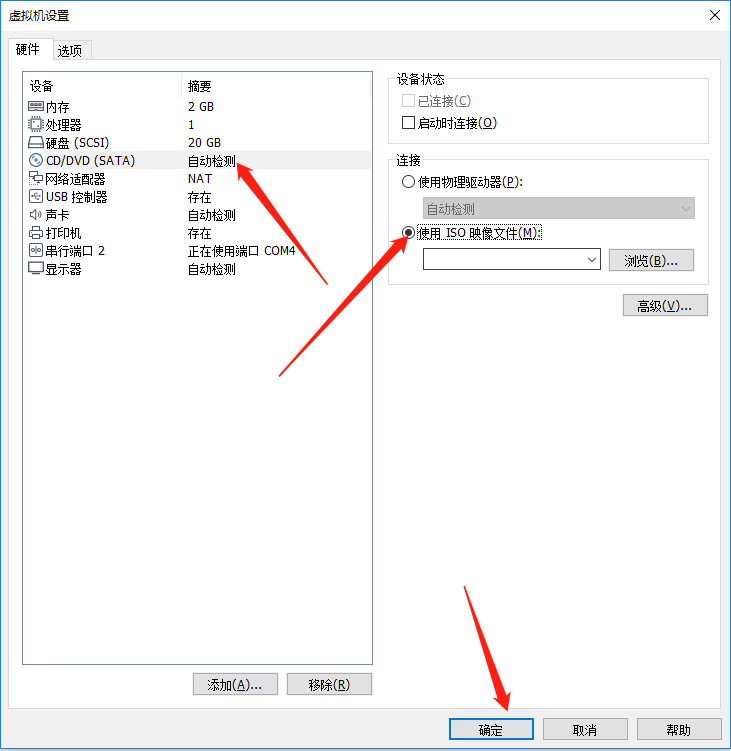 虚拟机设置
硬件 选项
设备 摘要
内存 2 GB
处理器 1
硬盘 (SCSI) 20 GB
CD/DVD (SATA) 自动检测
网络适配器 NAT
USB 控制器 存在
声卡 自动检测
打印机 存在
串行端口 2 正在使用端口 COM4
显示器 自动检测
添加(A)... 移除(R)
设备状态
已连接(C)
启动时连接(O)
连接
使用物理驱动器(P):
自动检测
使用 ISO 映像文件(M):
浏览(B)...
高级(V)...
确定 取消 帮助